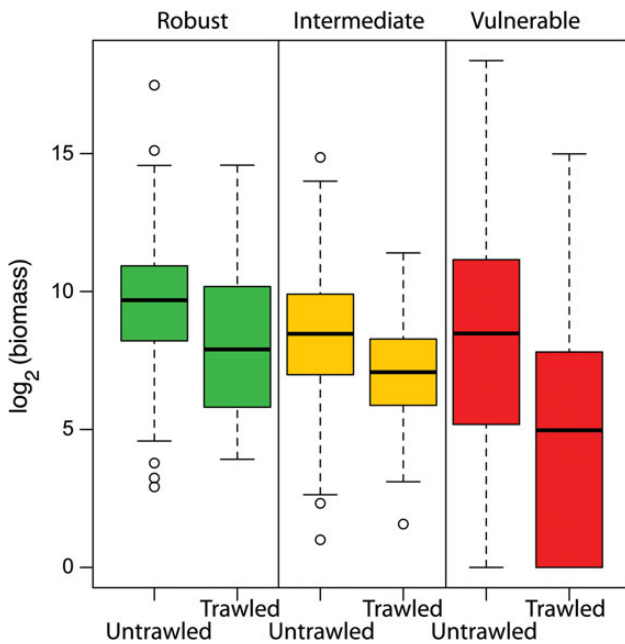 Robust Intermediate Vulnerable
15
10
5
0
log2 (biomass)
Trawled Trawled Trawled
Untrawled Untrawled Untrawled